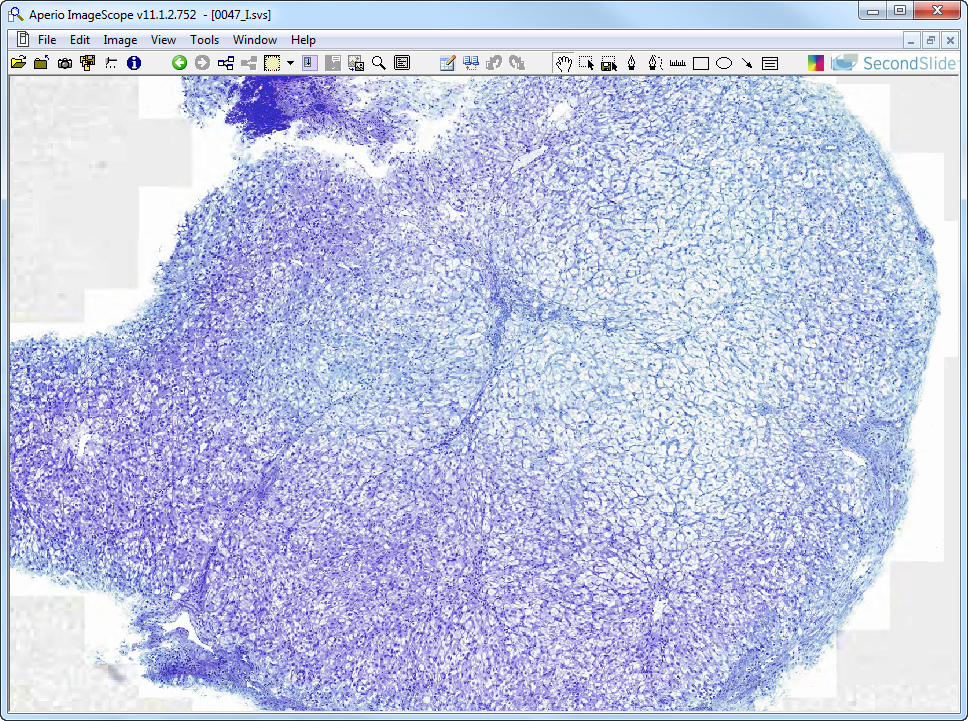 Aperio ImageScope v11.1.2.752 - [0047_I.svs]
File Edit Image View Tools Window Help
SecondSlide